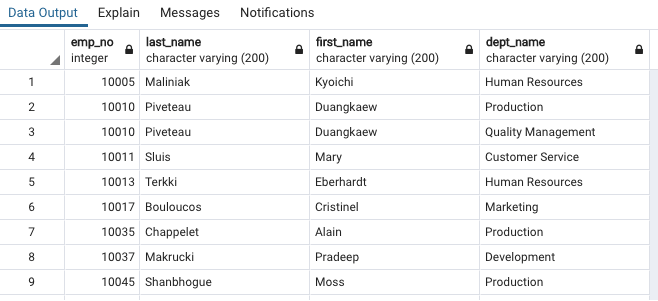 Data Output Explain Messages Notifications
emp_no last_name first_name dept_name
integer character varying (200) character varying (200) character varying (200)
1 10005 Maliniak Kyoichi Human Resources
2 10010 Piveteau Duangkaew Production
3 10010 Piveteau Duangkaew Quality Management
4 10011 Sluis Mary Customer Service
5 10013 Terkki Eberhardt Human Resources
6 10017 Bouloucos Cristinel Marketing
7 10035 Chappelet Alain Production
8 10037 Makrucki Pradeep Development
9 10045 Shanbhogue Moss Production